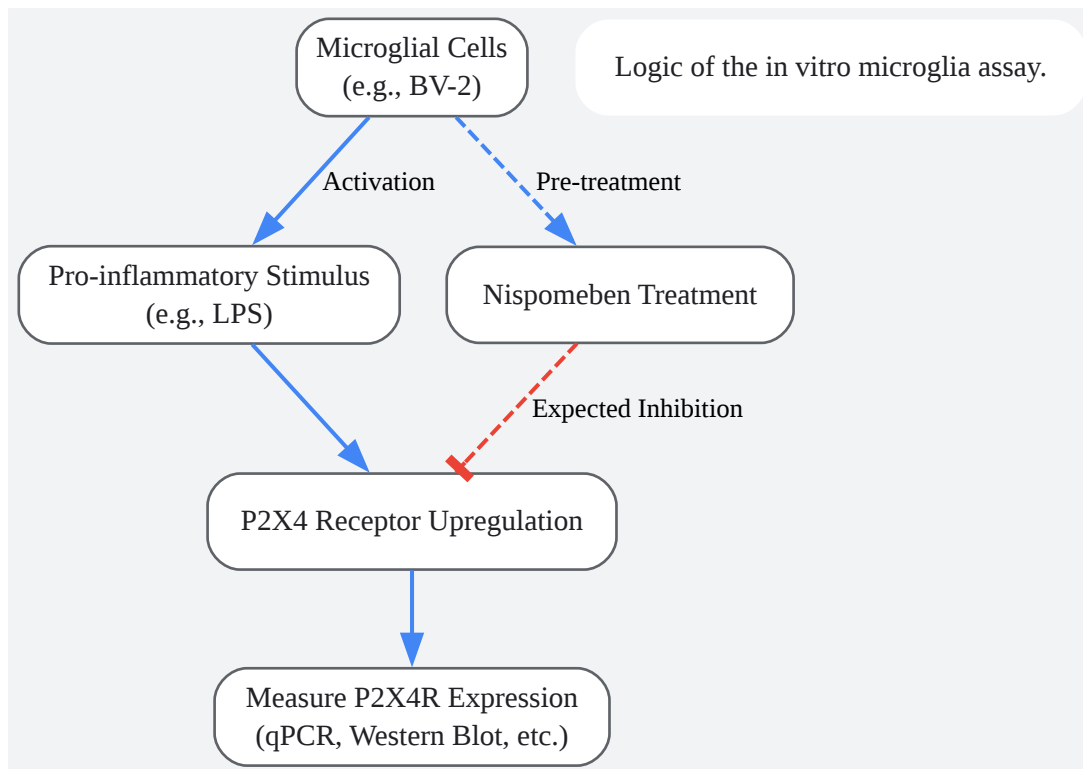 Microglial Cells
(e.g., BV-2)
Logic of the in vitro microglia assay.
Activation
Pre-treatment
Pro-inflammatory Stimulus
(e.g., LPS)
Nispomeben Treatment
Expected Inhibition
P2X4 Receptor Upregulation
Measure P2X4R Expression
(qPCR, Western Blot, etc.)